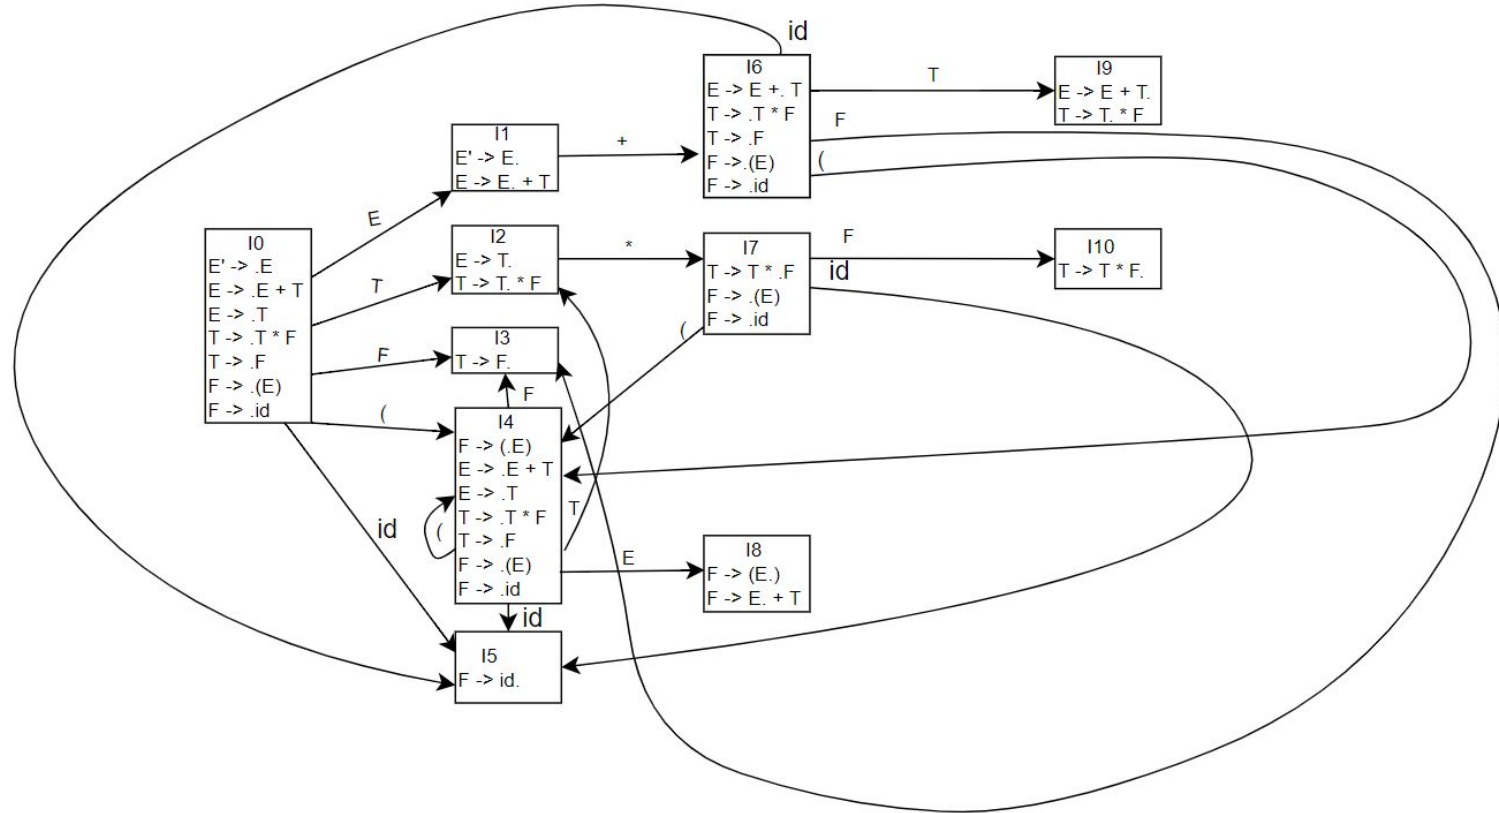 id
I6
E -> E +. T
T -> .T * F
T -> .F
F ->.(E)
F -> .id
T
I9
E -> E + T.
T -> T. * F
F
(
I1
E' -> E.
E -> E. + T
+
E
I0
E' -> .E
E -> .E + T
E -> .T
T -> .T * F
T -> .F
F -> .(E)
F -> .id
T
I2
E -> T.
T -> T. * F
*
I7
T -> T * .F
F -> .(E)
F -> .id
F
id
I10
T -> T * F.
F
I3
T -> F.
(
F
(
I4
F -> (.E)
E -> .E + T
E -> .T
T -> .T * F
T -> .F
F -> .(E)
F -> .id
T
(
id
E
I8
F -> (E.)
F -> E. + T
id
I5
F -> id.